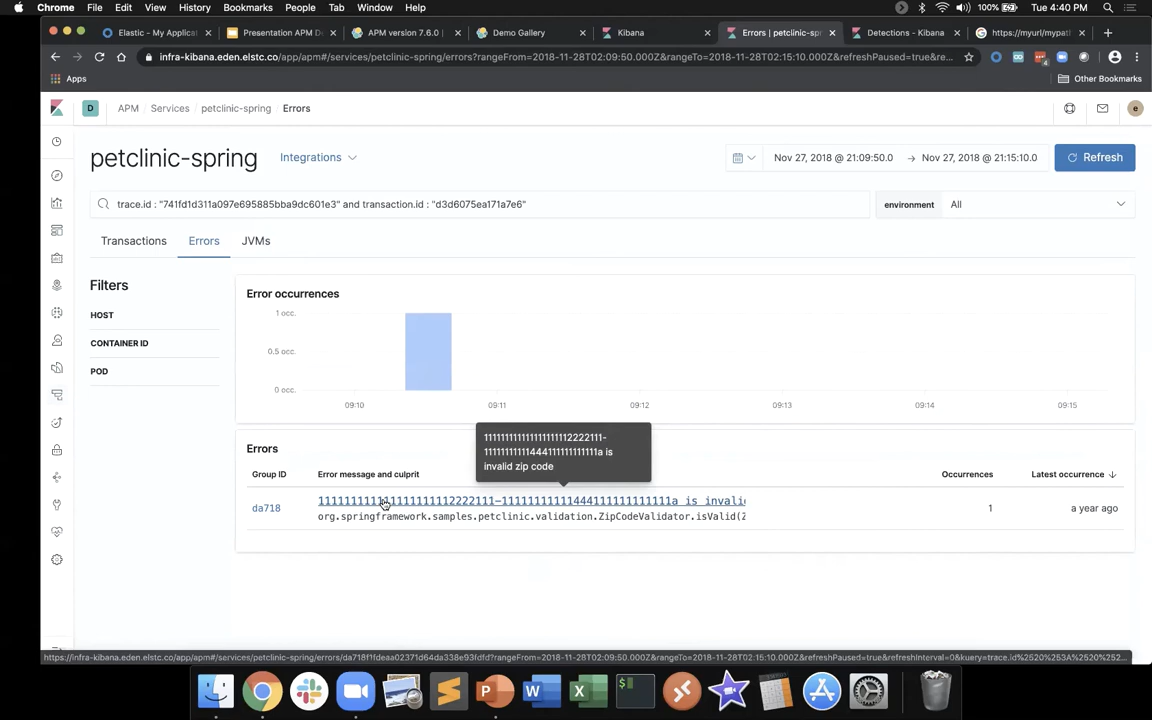 Chrome File Edit View History Bookmarks People Tab Window Help 100% Tue 4:40 PM
Elastic - My Applica
Presentation APM D
APM version 7.6.0
Demo Gallery
Kibana
Errors | petclinic-spr
Detections - Kibana
https://myurl/mypat
infra-kibana.eden.elstc.co/app/apm#/services/petclinic-spring/errors?rangeFrom=2018-11-28T02:09:50.000Z&rangeTo=2018-11-28T02:15:10.000Z&refreshPaused=true&re...
Apps
Other Bookmarks
D APM Services petclinic-spring Errors e
petclinic-spring
Integrations
Nov 27, 2018 @ 21:09:50.0 → Nov 27, 2018 @ 21:15:10.0
Refresh
trace.id : "741fd1d311a097e695885bba9dc601e3" and transaction.id : "d3d6075ea171a7e6"
environment All
Transactions Errors JVMs
Filters
HOST
CONTAINER ID
POD
Error occurrences
1 occ.
0.5 occ.
0 occ.
09:10 09:11 09:12 09:13 09:14 09:15
Errors
Group ID Error message and culprit Occurrences Latest occurrence
is
invalid zip code
da718
a is invalid
org.springframework.samples.petclinic.validation.ZipCodeValidator.isValid(Z
1 a year ago